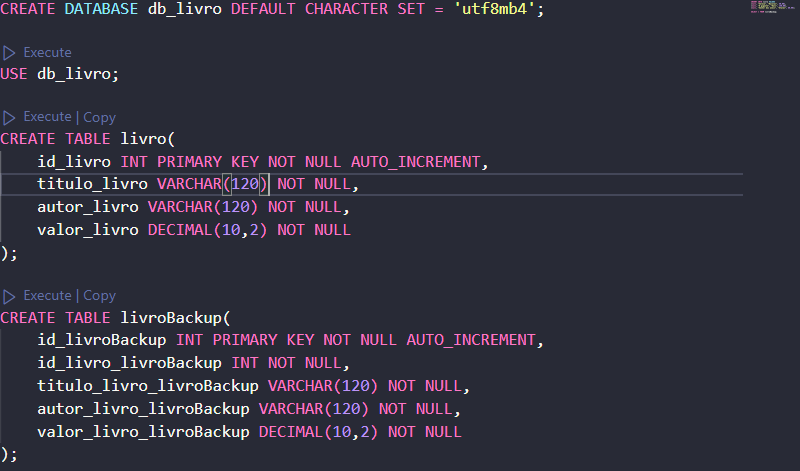 CREATE DATABASE db_livro DEFAULT CHARACTER SET = 'utf8mb4';
Execute
USE db_livro;
Execute | Copy
CREATE TABLE livro(
id_livro INT PRIMARY KEY NOT NULL AUTO_INCREMENT,
titulo_livro VARCHAR(120) NOT NULL,
autor_livro VARCHAR(120) NOT NULL,
valor_livro DECIMAL(10,2) NOT NULL
);
Execute | Copy
CREATE TABLE livroBackup(
id_livroBackup INT PRIMARY KEY NOT NULL AUTO_INCREMENT,
id_livro_livroBackup INT NOT NULL,
titulo_livro_livroBackup VARCHAR(120) NOT NULL,
autor_livro_livroBackup VARCHAR(120) NOT NULL,
valor_livro_livroBackup DECIMAL(10,2) NOT NULL
);